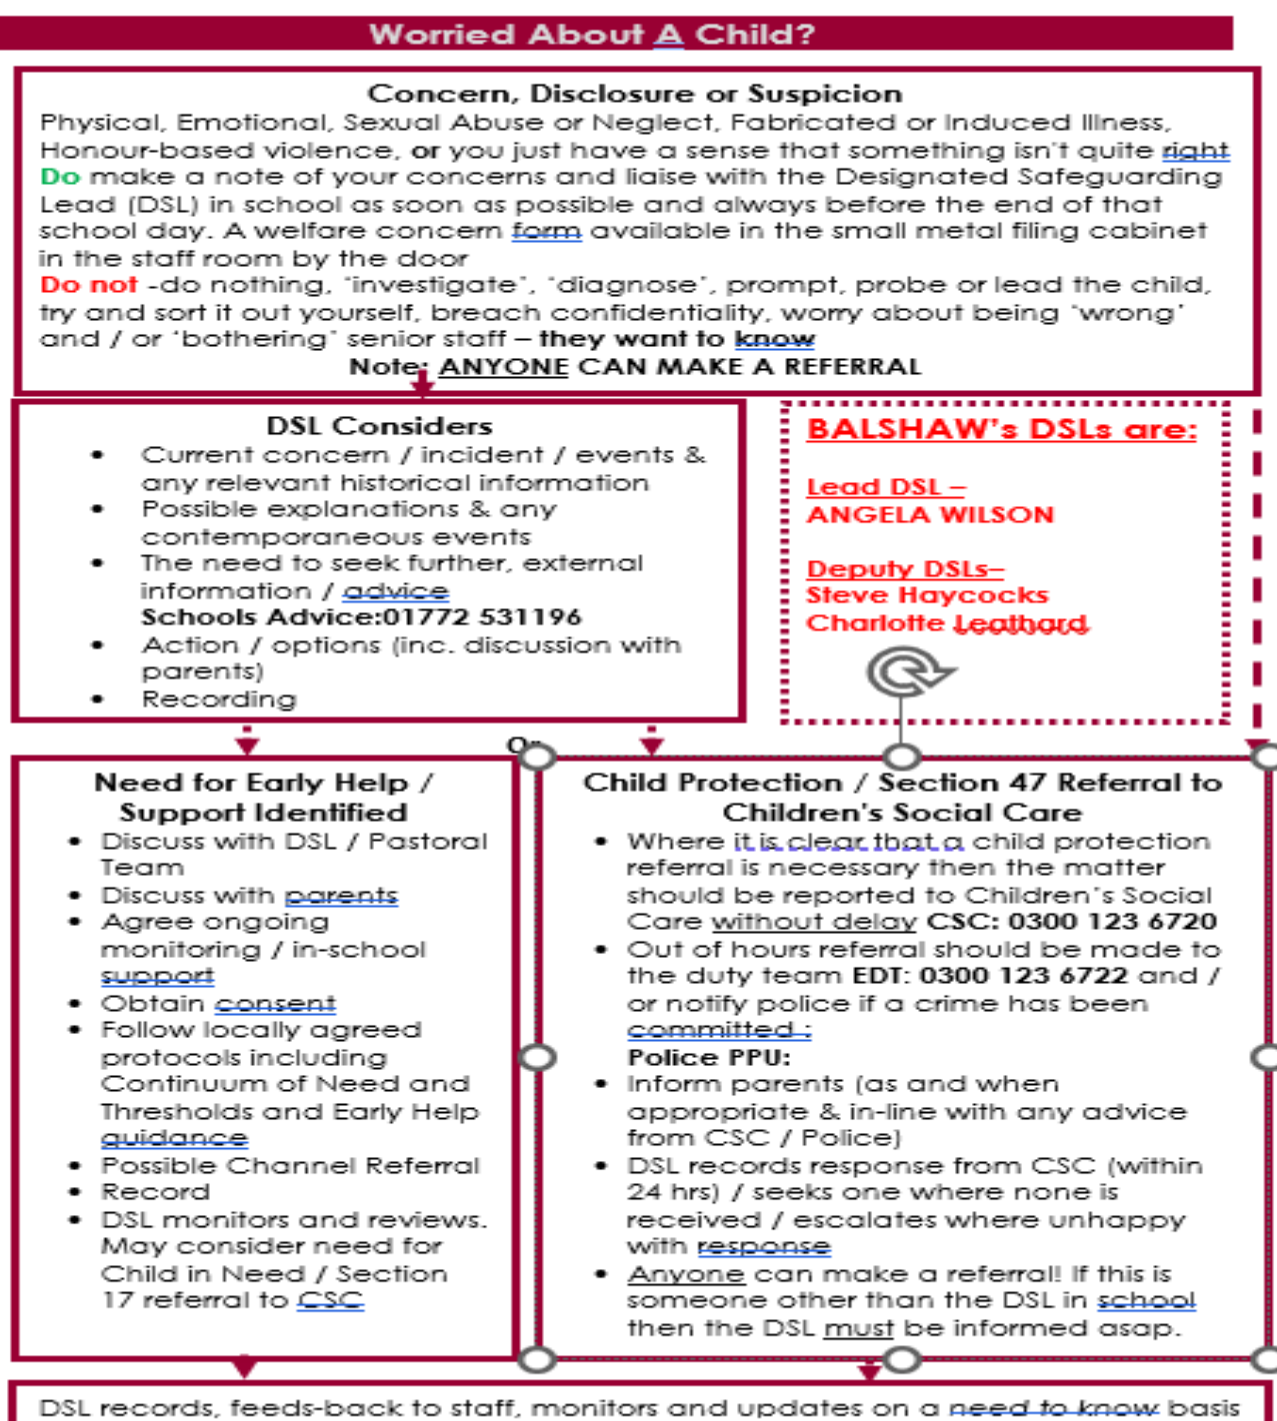 Worried About A Child?
Concern, Disclosure or Suspicion
Physical, Emotional, Sexual Abuse or Neglect, Fabricated or Induced Illness,
Honour-based violence, or you just have a sense that something isn't quite right
Do make a note of your concerns and liaise with the Designated Safeguarding
Lead (DSL) in school as soon as possible and always before the end of that
school day. A welfare concern form available in the small metal filing cabinet
in the staff room by the door
Do not -do nothing, 'investigate', 'diagnose', prompt, probe or lead the child,
try and sort it out yourself, breach confidentiality, worry about being 'wrong'
and / or 'bothering' senior staff – they want to know
Note: ANYONE CAN MAKE A REFERRAL
DSL Considers
• Current concern / incident / events &
any relevant historical information
• Possible explanations & any
contemporaneous events
• The need to seek further, external
information / advice
Schools Advice:01772 531196
• Action / options (inc. discussion with
parents)
• Recording
BALSHAW's DSLs are:
Lead DSL –
ANGELA WILSON
Deputy DSLs–
Steve Haycocks
Charlotte Leathard
Or
Need for Early Help /
Support Identified
• Discuss with DSL / Pastoral
Team
• Discuss with parents
• Agree ongoing
monitoring / in-school
support
• Obtain consent
• Follow locally agreed
protocols including
Continuum of Need and
Thresholds and Early Help
guidance
• Possible Channel Referral
• Record
• DSL monitors and reviews.
May consider need for
Child in Need / Section
17 referral to CSC
Child Protection / Section 47 Referral to
Children's Social Care
• Where it is clear that a child protection
referral is necessary then the matter
should be reported to Children's Social
Care without delay CSC: 0300 123 6720
• Out of hours referral should be made to
the duty team EDT: 0300 123 6722 and /
or notify police if a crime has been
committed :
Police PPU:
• Inform parents (as and when
appropriate & in-line with any advice
from CSC / Police)
• DSL records response from CSC (within
24 hrs) / seeks one where none is
received / escalates where unhappy
with response
• Anyone can make a referral! If this is
someone other than the DSL in school
then the DSL must be informed asap.
DSL records, feeds-back to staff, monitors and updates on a need to know basis